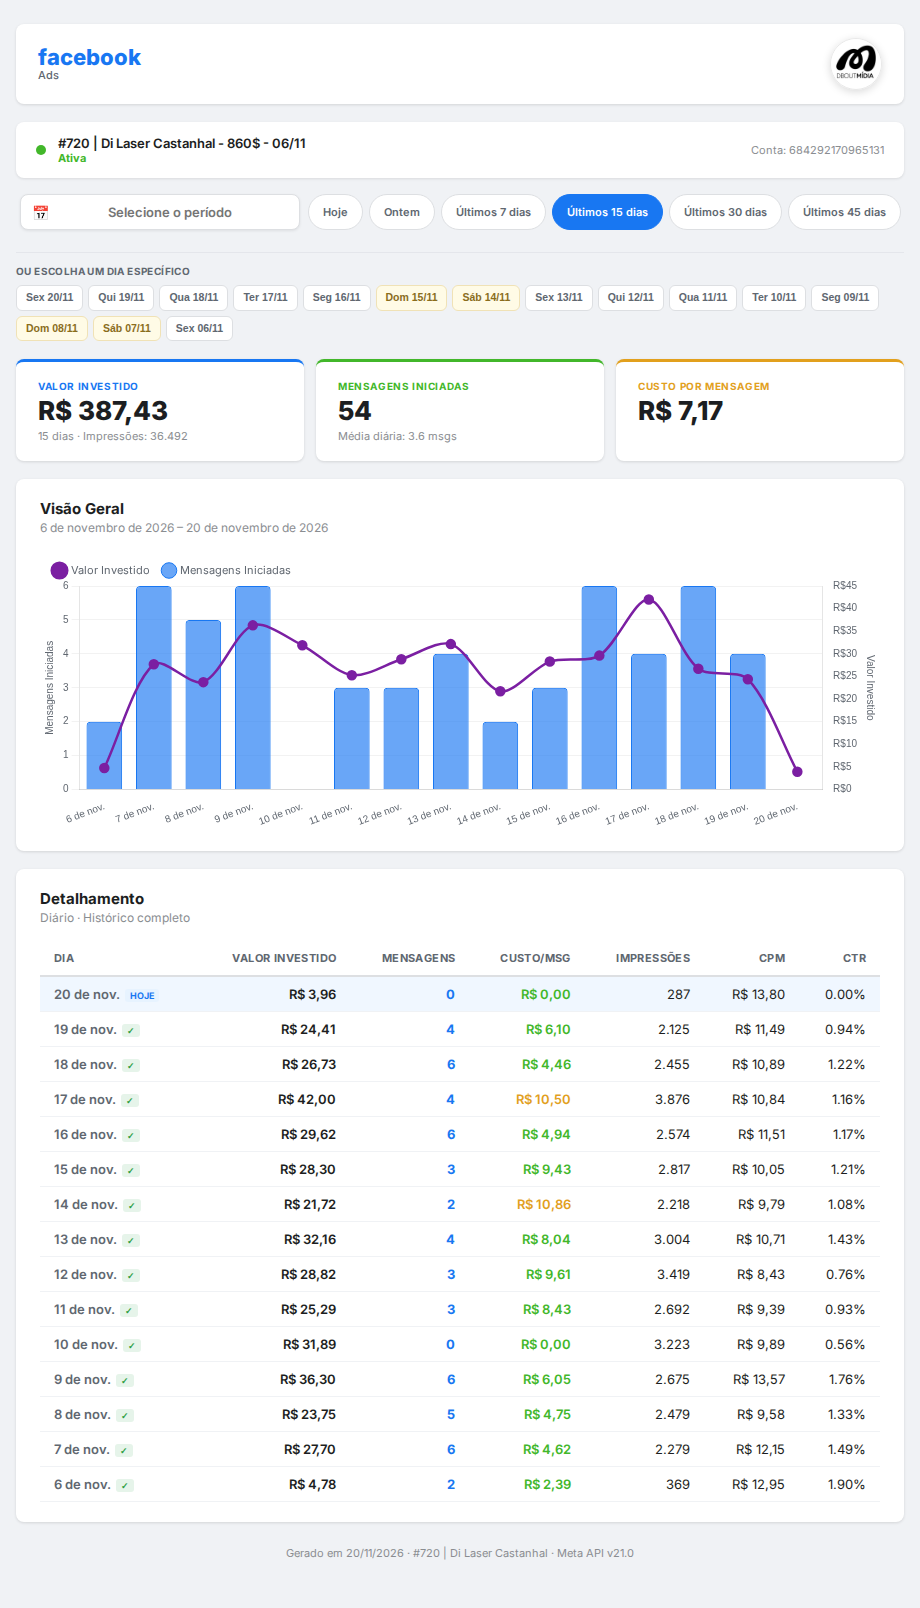 facebook
Ads
DBOUTMÍDIA
#720 | Di Laser Castanhal - 860$ - 06/11
Ativa
Conta: 684292170965131
Selecione o período
Hoje
Ontem
Últimos 7 dias
Últimos 15 dias
Últimos 30 dias
Últimos 45 dias
OU ESCOLHA UM DIA ESPECÍFICO
Sex 20/11 Qui 19/11 Qua 18/11 Ter 17/11 Seg 16/11 Dom 15/11 Sáb 14/11 Sex 13/11 Qui 12/11 Qua 11/11 Ter 10/11 Seg 09/11
Dom 08/11 Sáb 07/11 Sex 06/11
VALOR INVESTIDO
R$ 387,43
15 dias · Impressões: 36.492
MENSAGENS INICIADAS
54
Média diária: 3.6 msgs
CUSTO POR MENSAGEM
R$ 7,17
Visão Geral
6 de novembro de 2026 – 20 de novembro de 2026
Valor Investido Mensagens Iniciadas
Mensagens Iniciadas
6
5
4
3
2
1
0
R$45
R$40
R$35
R$30
R$25
R$20
R$15
R$10
R$5
R$0
Valor Investido
6 de nov. 7 de nov. 8 de nov. 9 de nov. 10 de nov. 11 de nov. 12 de nov. 13 de nov. 14 de nov. 15 de nov. 16 de nov. 17 de nov. 18 de nov. 19 de nov. 20 de nov.
Detalhamento
Diário · Histórico completo
DIA VALOR INVESTIDO MENSAGENS CUSTO/MSG IMPRESSÕES CPM CTR
20 de nov. HOJE R$ 3,96 0 R$ 0,00 287 R$ 13,80 0.00%
19 de nov. ✓ R$ 24,41 4 R$ 6,10 2.125 R$ 11,49 0.94%
18 de nov. ✓ R$ 26,73 6 R$ 4,46 2.455 R$ 10,89 1.22%
17 de nov. ✓ R$ 42,00 4 R$ 10,50 3.876 R$ 10,84 1.16%
16 de nov. ✓ R$ 29,62 6 R$ 4,94 2.574 R$ 11,51 1.17%
15 de nov. ✓ R$ 28,30 3 R$ 9,43 2.817 R$ 10,05 1.21%
14 de nov. ✓ R$ 21,72 2 R$ 10,86 2.218 R$ 9,79 1.08%
13 de nov. ✓ R$ 32,16 4 R$ 8,04 3.004 R$ 10,71 1.43%
12 de nov. ✓ R$ 28,82 3 R$ 9,61 3.419 R$ 8,43 0.76%
11 de nov. ✓ R$ 25,29 3 R$ 8,43 2.692 R$ 9,39 0.93%
10 de nov. ✓ R$ 31,89 0 R$ 0,00 3.223 R$ 9,89 0.56%
9 de nov. ✓ R$ 36,30 6 R$ 6,05 2.675 R$ 13,57 1.76%
8 de nov. ✓ R$ 23,75 5 R$ 4,75 2.479 R$ 9,58 1.33%
7 de nov. ✓ R$ 27,70 6 R$ 4,62 2.279 R$ 12,15 1.49%
6 de nov. ✓ R$ 4,78 2 R$ 2,39 369 R$ 12,95 1.90%
Gerado em 20/11/2026 · #720 | Di Laser Castanhal · Meta API v21.0